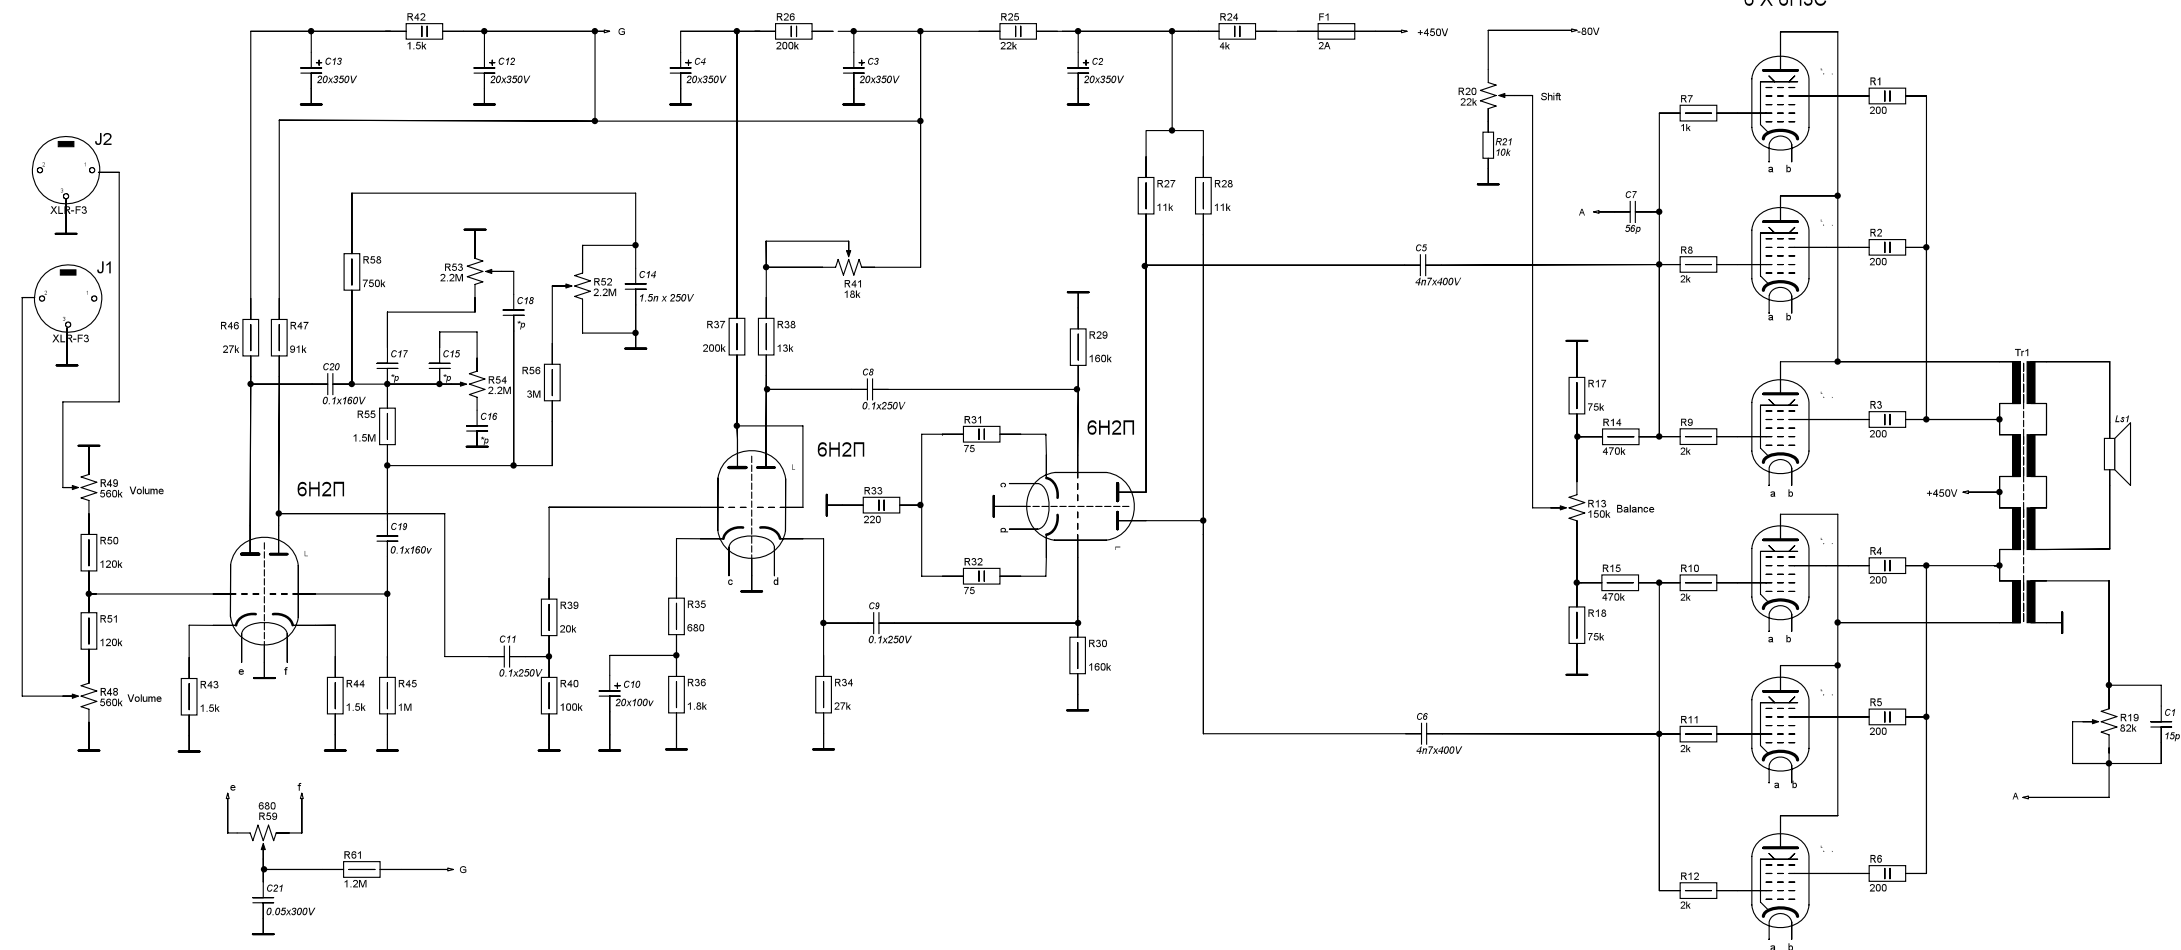 6 X 6П3С
R42
1.5k
G
C13
20x350V
C12
20x350V
R26
200k
R25
22k
R24
4k
F1
2A
+450V
C4
20x350V
C3
20x350V
C2
20x350V
-80V
R20
22k
Shift
R21
10k
R7
1k
R1
200
a b
J2
2
1
3
XLR-F3
J1
2
1
3
XLR-F3
R58
750k
R53
2.2M
C18
*p
R52
2.2M
C14
1.5n x 250V
R27
11k
R28
11k
A
C7
56p
R8
2k
R2
200
a b
C5
4n7x400V
R41
18k
R46
27k
R47
91k
R37
200k
R38
13k
R29
160k
C20
0.1x160V
C17
*p
C15
*p
R54
2.2M
R56
3M
R55
1.5M
C16
*p
C8
0.1x250V
R17
75k
R14
470k
R9
2k
R3
200
a b
Tr1
Ls1
+450V
R31
75
6Н2П
6Н2П
L
R33
220
c
d
L
R32
75
R13
150k
Balance
R49
560k
Volume
6Н2П
L
C19
0.1x160v
R50
120k
R51
120k
R48
560k
Volume
e f
R43
1.5k
R44
1.5k
R45
1M
C11
0.1x250V
R39
20k
R40
100k
c d
R35
680
C10
20x100v
R36
1.8k
R34
27k
C9
0.1x250V
R30
160k
R15
470k
R18
75k
R10
2k
R4
200
a b
C6
4n7x400V
R11
2k
R5
200
a b
R19
82k
C1
15p
A
R12
2k
R6
200
a b
e f
680
R59
R61
1.2M
G
C21
0.05x300V